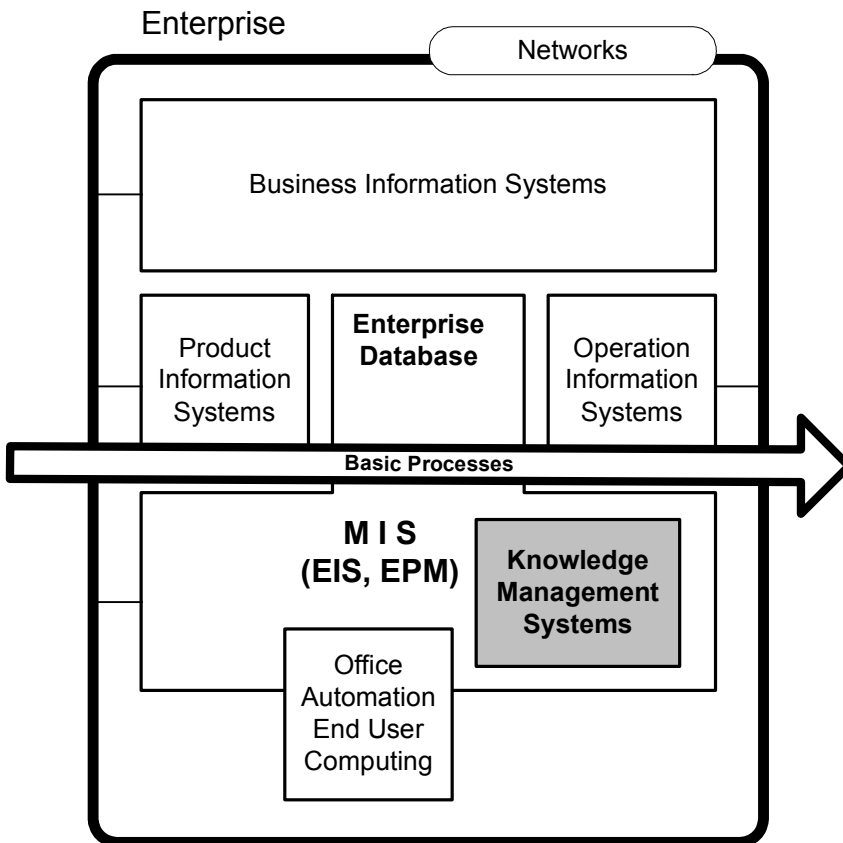 Enterprise
Networks
Business Information Systems
Product
Information
Systems
Enterprise
Database
Operation
Information
Systems
Basic Processes
M I S
(EIS, EPM)
Knowledge
Management
Systems
Office
Automation
End User
Computing